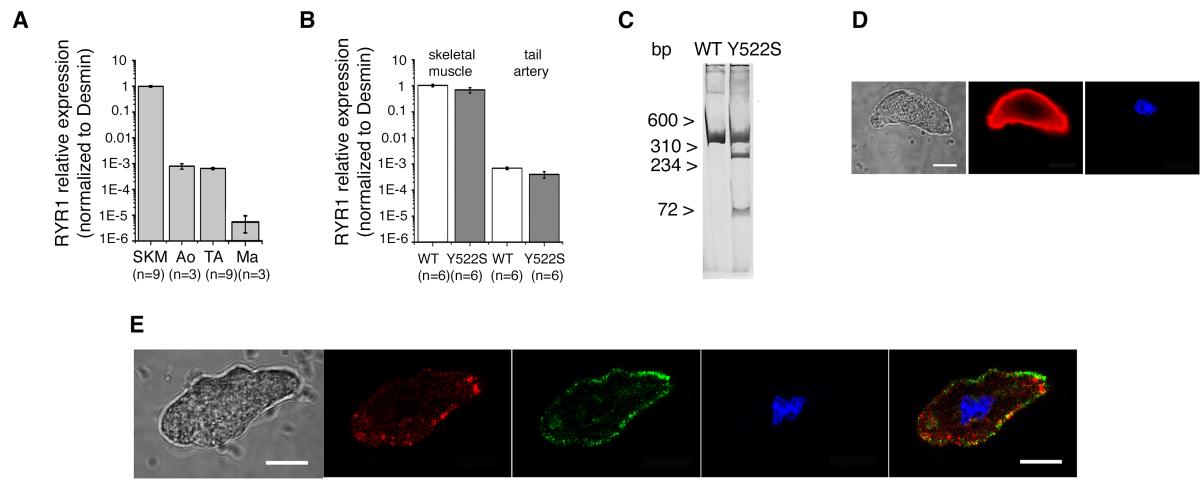 A
RYR1 relative expression
(normalized to Desmin)
10
1
0.1
0.01
1E-3
1E-4
1E-5
1E-6
SKM Ao TA Ma
(n=9) (n=3) (n=9)(n=3)
B
RYR1 relative expression
(normalized to Desmin)
skeletal
muscle
tail
artery
10
1
0.1
0.01
1E-3
1E-4
1E-5
1E-6
WT Y522S WT Y522S
(n=6)(n=6) (n=6) (n=6)
C
bp WT Y522S
600 >
310 >
234 >
72 >
D
E